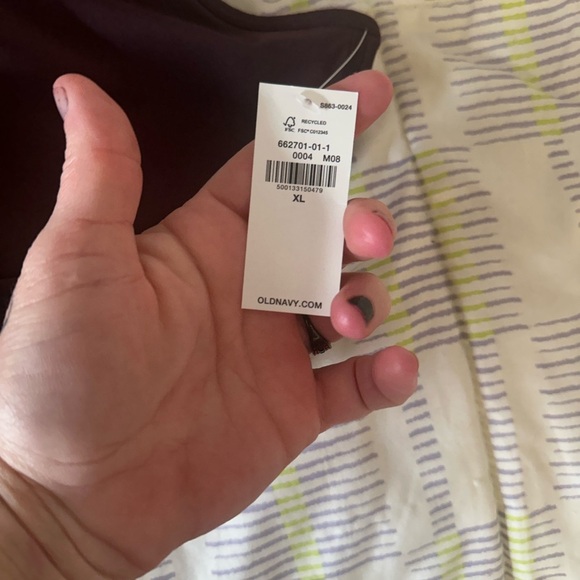 S863-0024
RECYCLED
FSC FSC® C012345
662701-01-1
0004 M08
500133150479
XL
OLDNAVY.COM